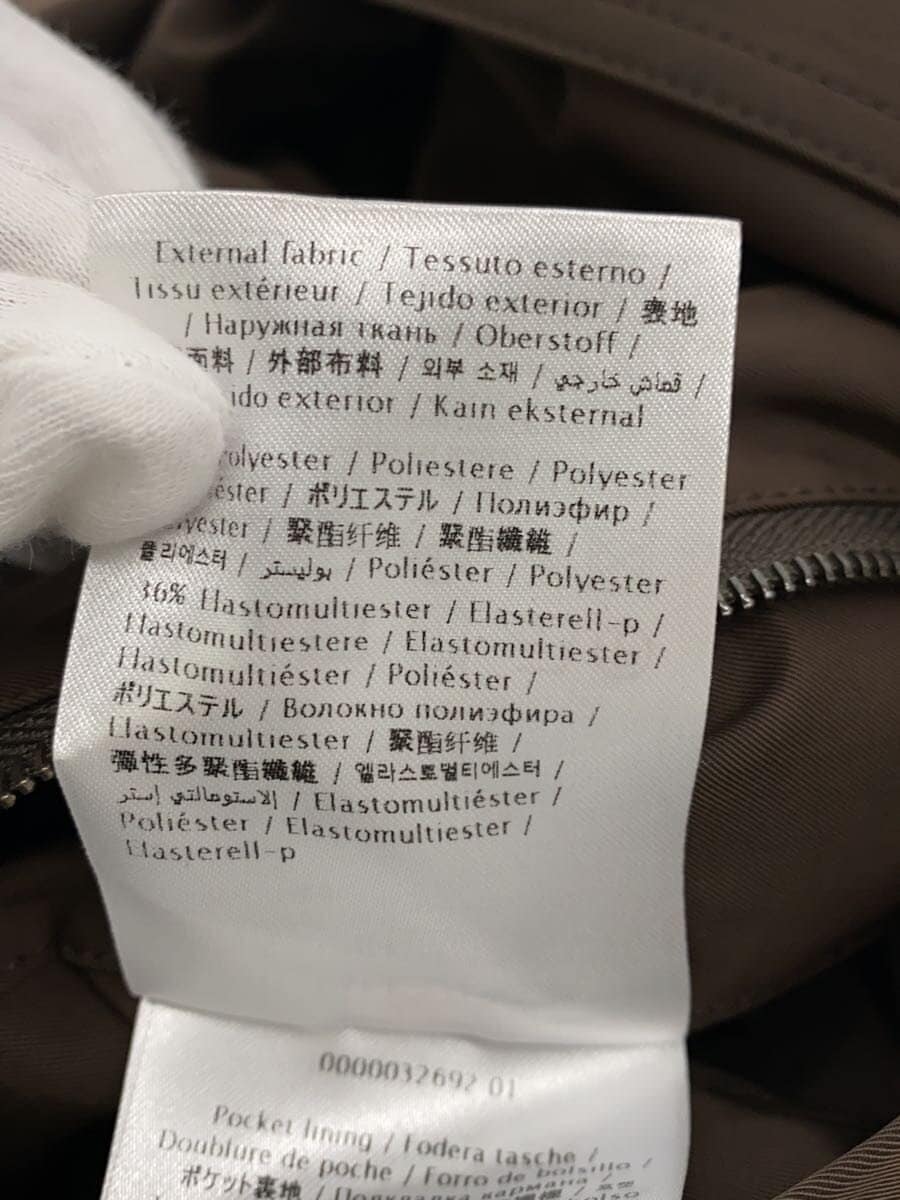 External fabric / Tessuto esterno /
Tissu extérieur / Tejido exterior / 表地
/ Наружная ткань / Oberstoff /
面料 / 外部布料 / 외부 소재 / قماش خارجي /
ido exterior / Kain eksternal
olyester / Poliestere / Polyester
éster / ポリエステル / Полиэфир /
yester / 聚酯纤维 / 聚酯纖維 /
폴리에스터 / بوليستر / Poliéster / Polyester
36% Elastomultiester / Elasterell-p /
Elastomultiestere / Elastomultiester /
Elastomultiéster / Poliéster /
ポリエステル / Волокно полиэфира /
Elastomultiester / 聚酯纤维 /
彈性多聚酯纖維 / 엘라스토멀티에스터 /
الاستومالتي إستر / Elastomultiéster /
Poliéster / Elastomultiester /
Elasterell-p
0000032692 01
Pocket lining / Fodera tasche /
Doublure de poche / Forro de bolsillo /
ポケット裏地 / Подкладка кармана /